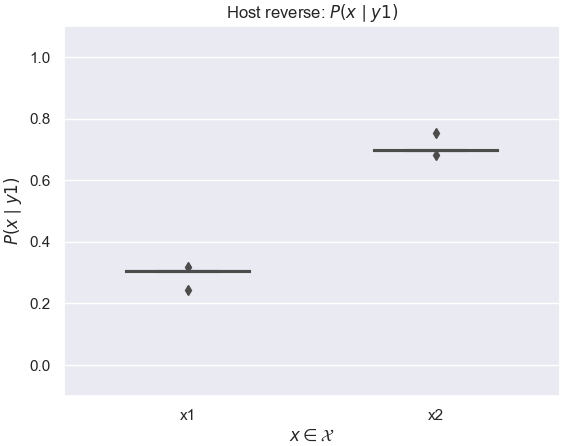 Host reverse: P(x | y1)
P(x | y1)
1.0
0.8
0.6
0.4
0.2
0.0
x1 x2
x ∈ 𝒳